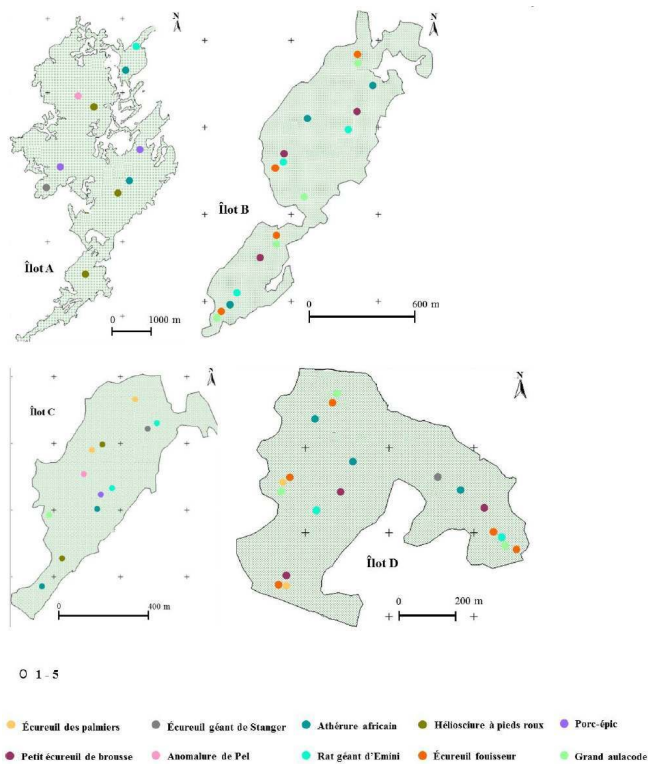 N
N
Îlot B
Îlot A
0 1000 m
0 600 m
N
N
Îlot C
Îlot D
0 400 m
0 200 m
O 1-5
Écureuil des palmiers Écureuil géant de Stanger Athérure africain Héliosciure à pieds roux Porc-épic
Petit écureuil de brousse Anomalure de Pel Rat géant d'Emini Écureuil fouisseur Grand aulacode